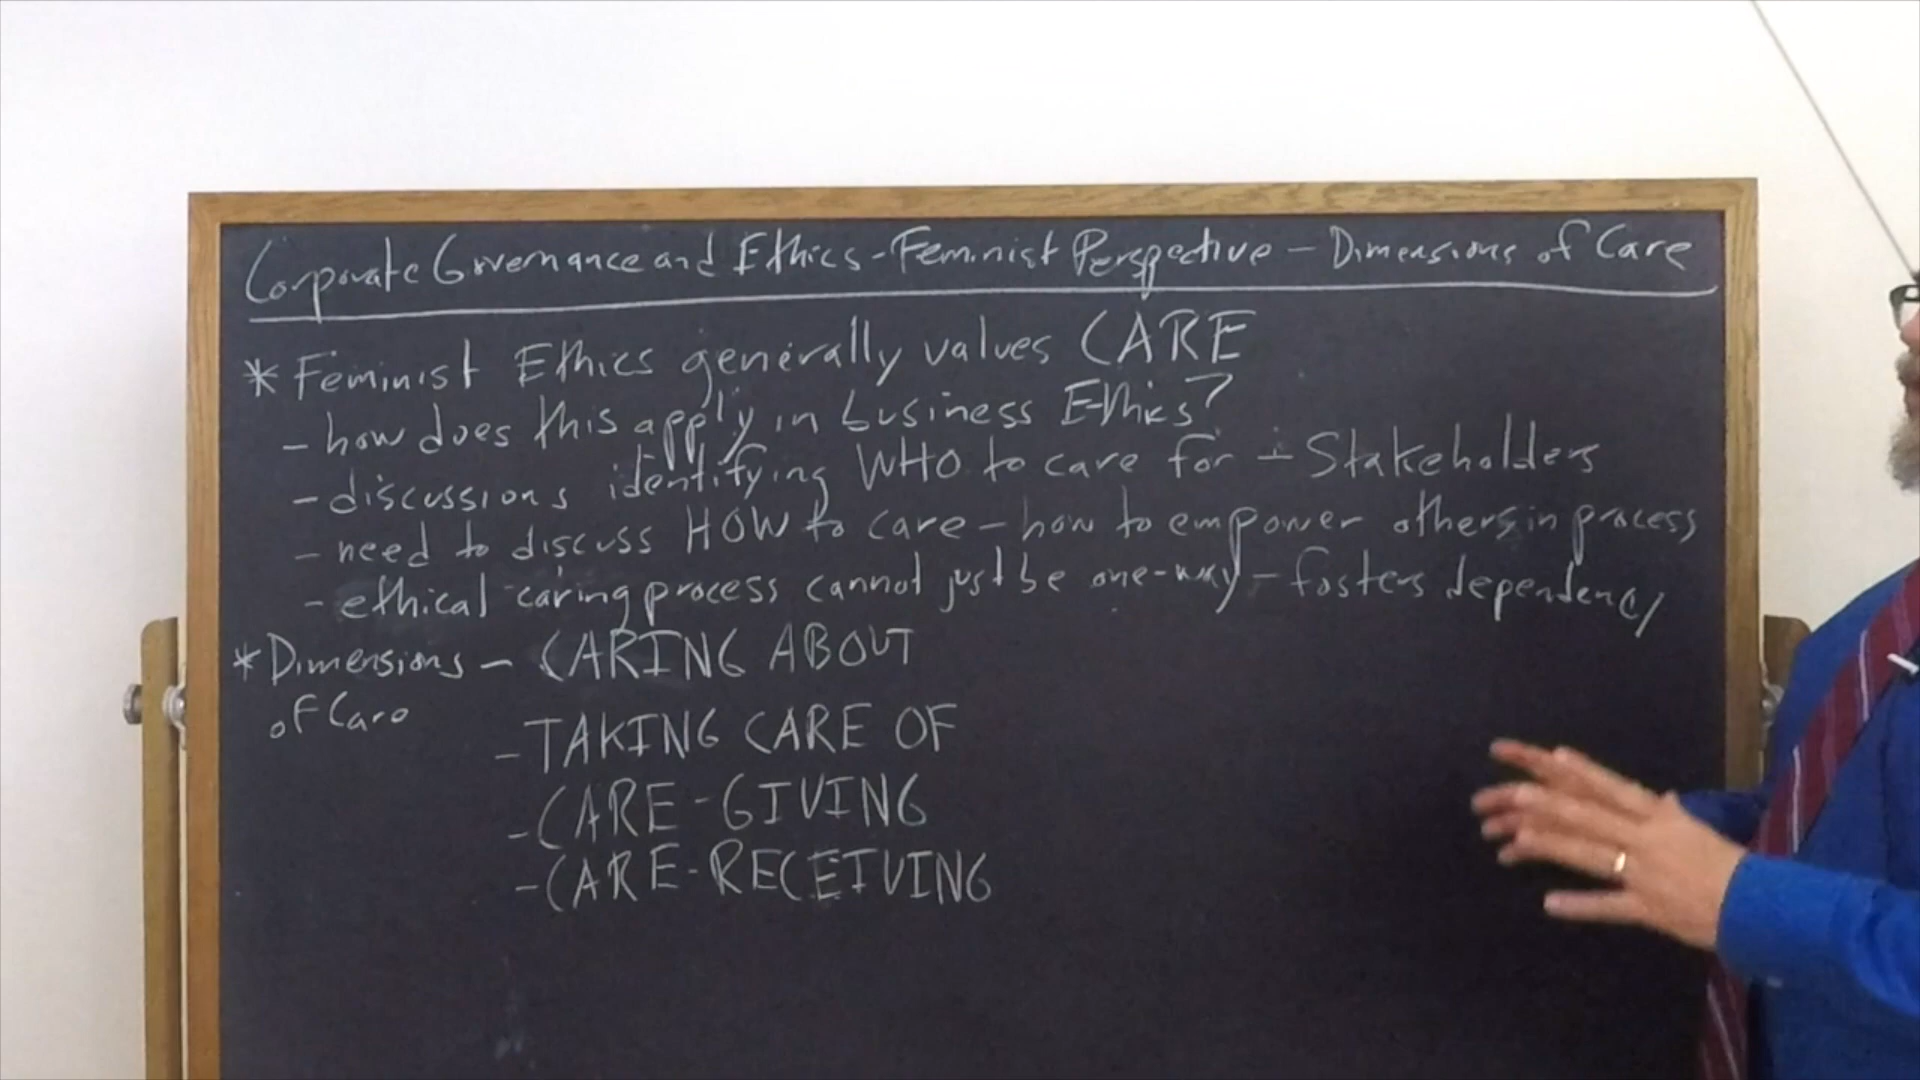 Corporate Governance and Ethics - Feminist Perspective - Dimensions of Care
* Feminist Ethics generally values CARE
- how does this apply in business Ethics?
- discussions identifying WHO to care for - Stakeholders
- need to discuss HOW to care - how to empower others in process
- ethical caring process cannot just be one-way - fosters dependency
* Dimensions - CARING ABOUT
of Care
- TAKING CARE OF
- CARE-GIVING
- CARE-RECEIVING